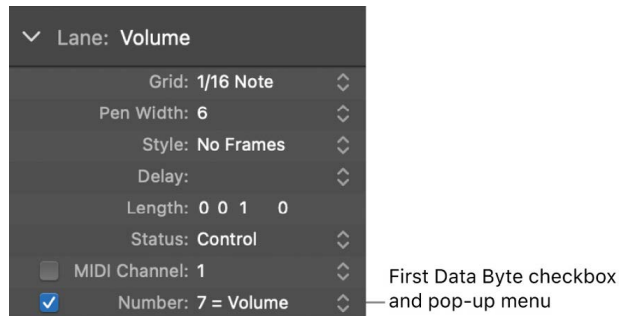 Lane: Volume
Grid: 1/16 Note
Pen Width: 6
Style: No Frames
Delay:
Length: 0 0 1 0
Status: Control
MIDI Channel: 1
Number: 7 = Volume
First Data Byte checkbox
and pop-up menu